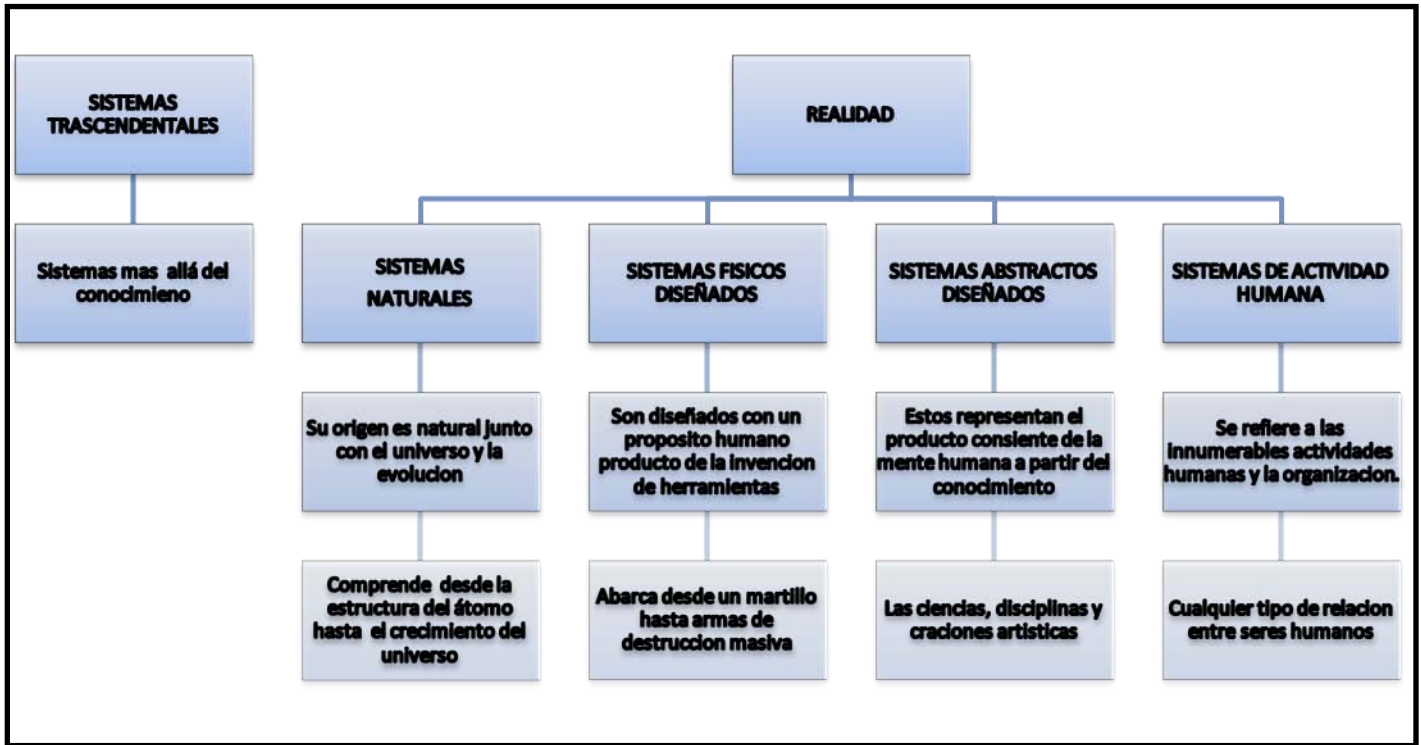 SISTEMAS
TRASCENDENTALES
REALIDAD
Sistemas mas allá del
conocimieno
SISTEMAS
NATURALES
SISTEMAS FISICOS
DISEÑADOS
SISTEMAS ABSTRACTOS
DISEÑADOS
SISTEMAS DE ACTIVIDAD
HUMANA
Su origen es natural junto
con el universo y la
evolucion
Son diseñados con un
proposito humano
producto de la invencion
de herramientas
Estos representan el
producto consiente de la
mente humana a partir del
conocimiento
Se refiere a las
innumerables actividades
humanas y la organizacion.
Comprende desde la
estructura del átomo
hasta el crecimiento del
universo
Abarca desde un martillo
hasta armas de
destruccion masiva
Las ciencias, disciplinas y
craciones artisticas
Cualquier tipo de relacion
entre seres humanos